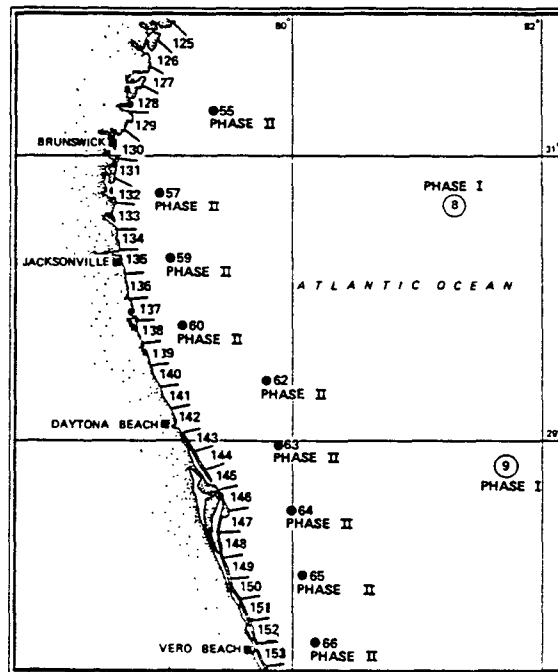 80°
82°
125
126
127
128
55
PHASE II
129
BRUNSWICK
130
31°
131
PHASE I
132
57
PHASE II
8
133
134
JACKSONVILLE
135
59
PHASE II
136
ATLANTIC OCEAN
137
60
PHASE II
138
139
140
62
PHASE II
141
142
DAYTONA BEACH
143
63
PHASE II
29°
144
9
PHASE I
145
146
64
PHASE II
147
148
149
65
PHASE II
150
151
152
66
PHASE II
VERO BEACH
153